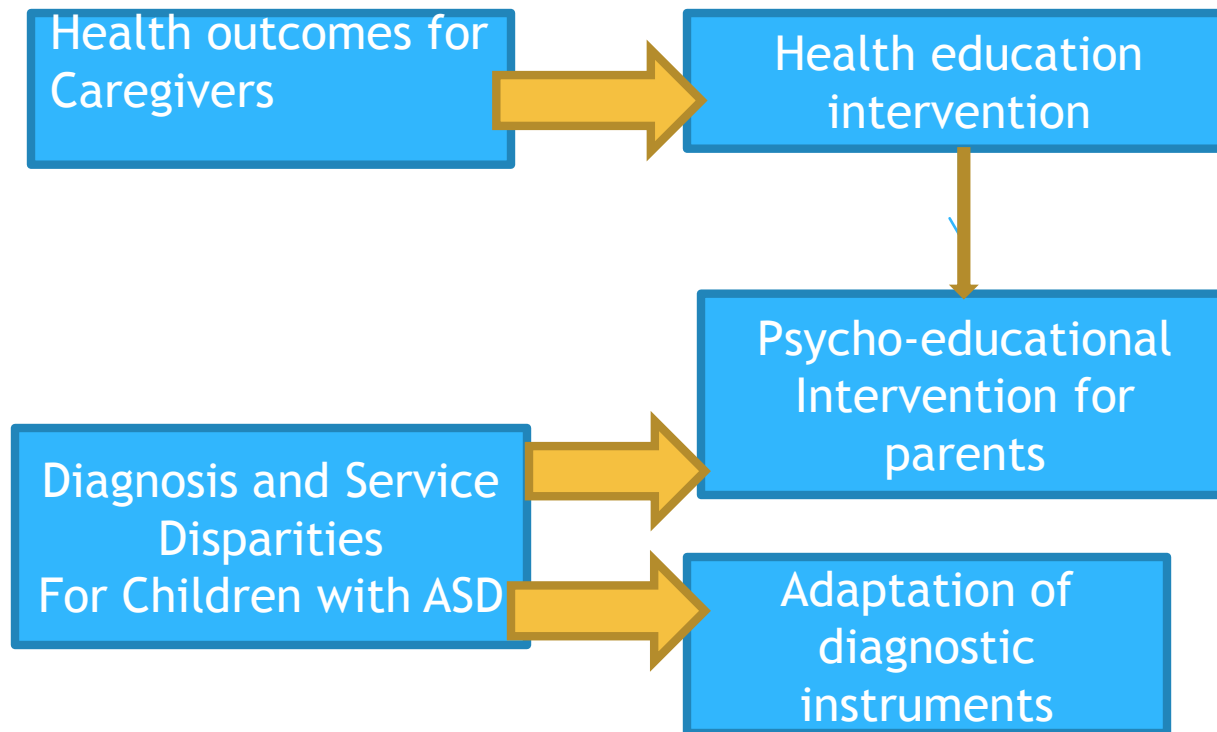 Health outcomes for
Caregivers
Health education
intervention
Psycho-educational
Intervention for
parents
Diagnosis and Service
Disparities
For Children with ASD
Adaptation of
diagnostic
instruments